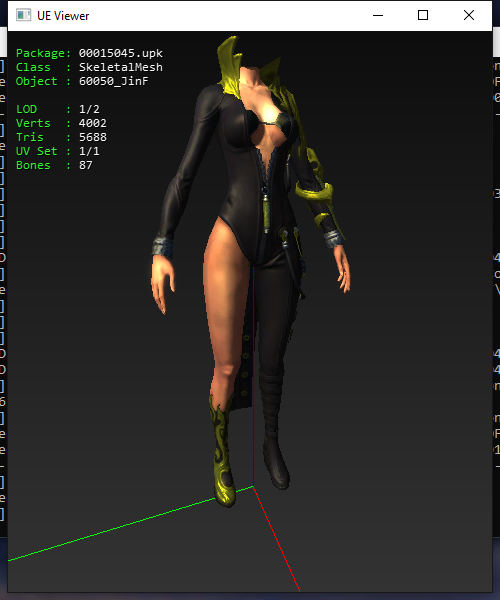 UE Viewer
Package: 00015045.upk
Class : SkeletalMesh
Object : 60050_JinF
LOD : 1/2
Verts : 4002
Tris : 5688
UV Set : 1/1
Bones : 87